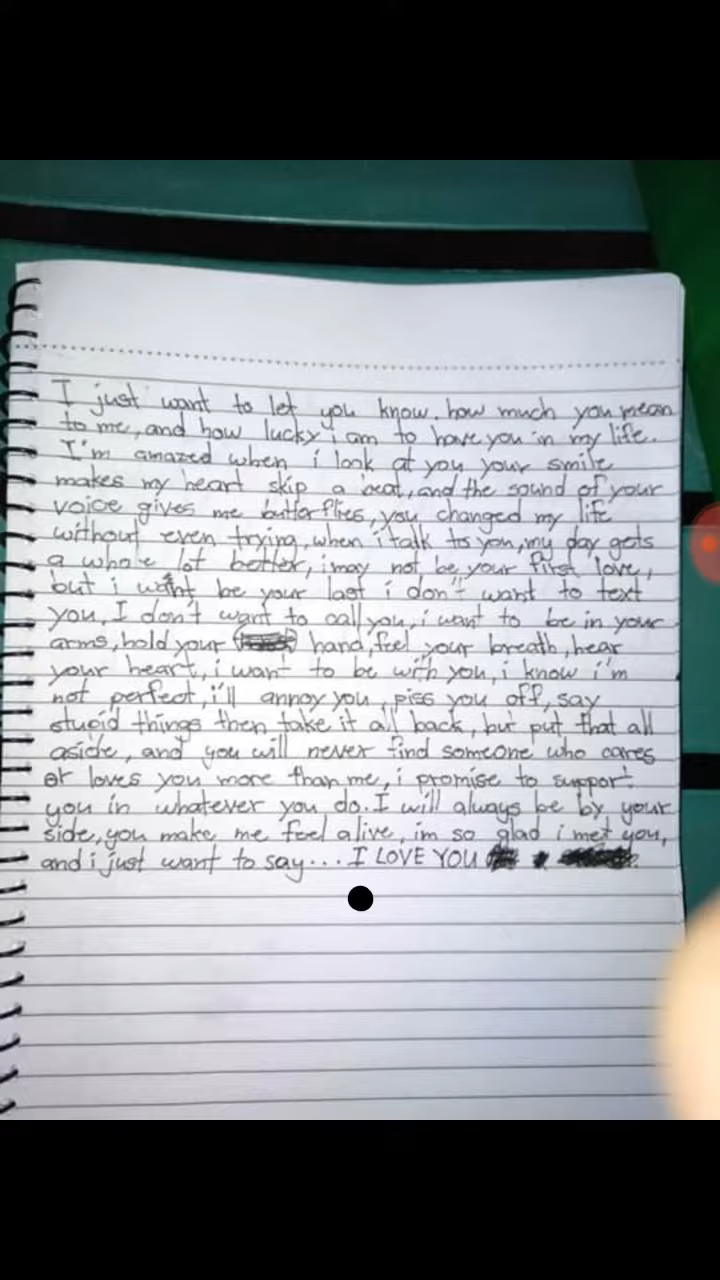 I just want to let you know. how much you mean
to me, and how lucky i am to have you in my life.
I'm amazed when i look at you your smile
makes my heart skip a beat, and the sound of your
voice gives me butterflies, you changed my life
without even trying, when i talk to you, my day gets
a whole lot better, i may not be your first love,
but i want be your last i don't want to text
you, I don't want to call you, i want to be in your
arms, hold your hand, feel your breath, hear
your heart, i want to be with you, i know i'm
not perfect, i'll annoy you, piss you off, say
stupid things then take it all back, but put that all
aside, and you will never find someone who cares
or loves you more than me, i promise to support
you in whatever you do. I will always be by your
side, you make me feel alive, im so glad i met you,
and i just want to say... I LOVE YOU